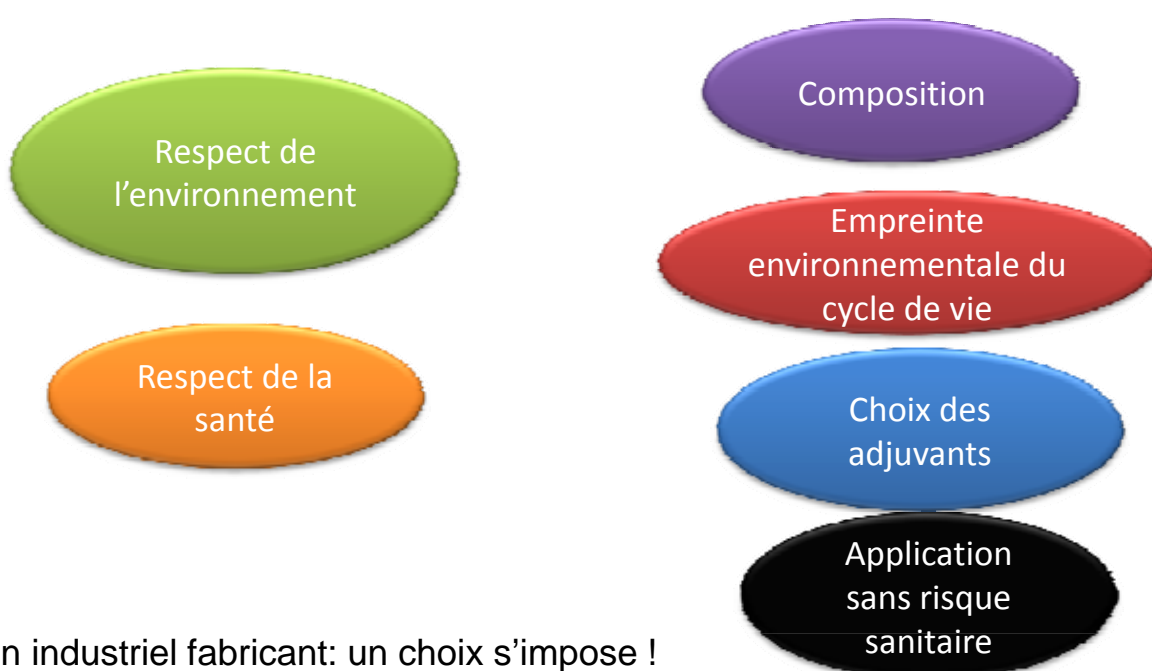 Respect de
l’environnement
Respect de la
santé
Composition
Empreinte
environnementale du
cycle de vie
Choix des
adjuvants
Application
sans risque
sanitaire
n industriel fabricant: un choix s’impose !